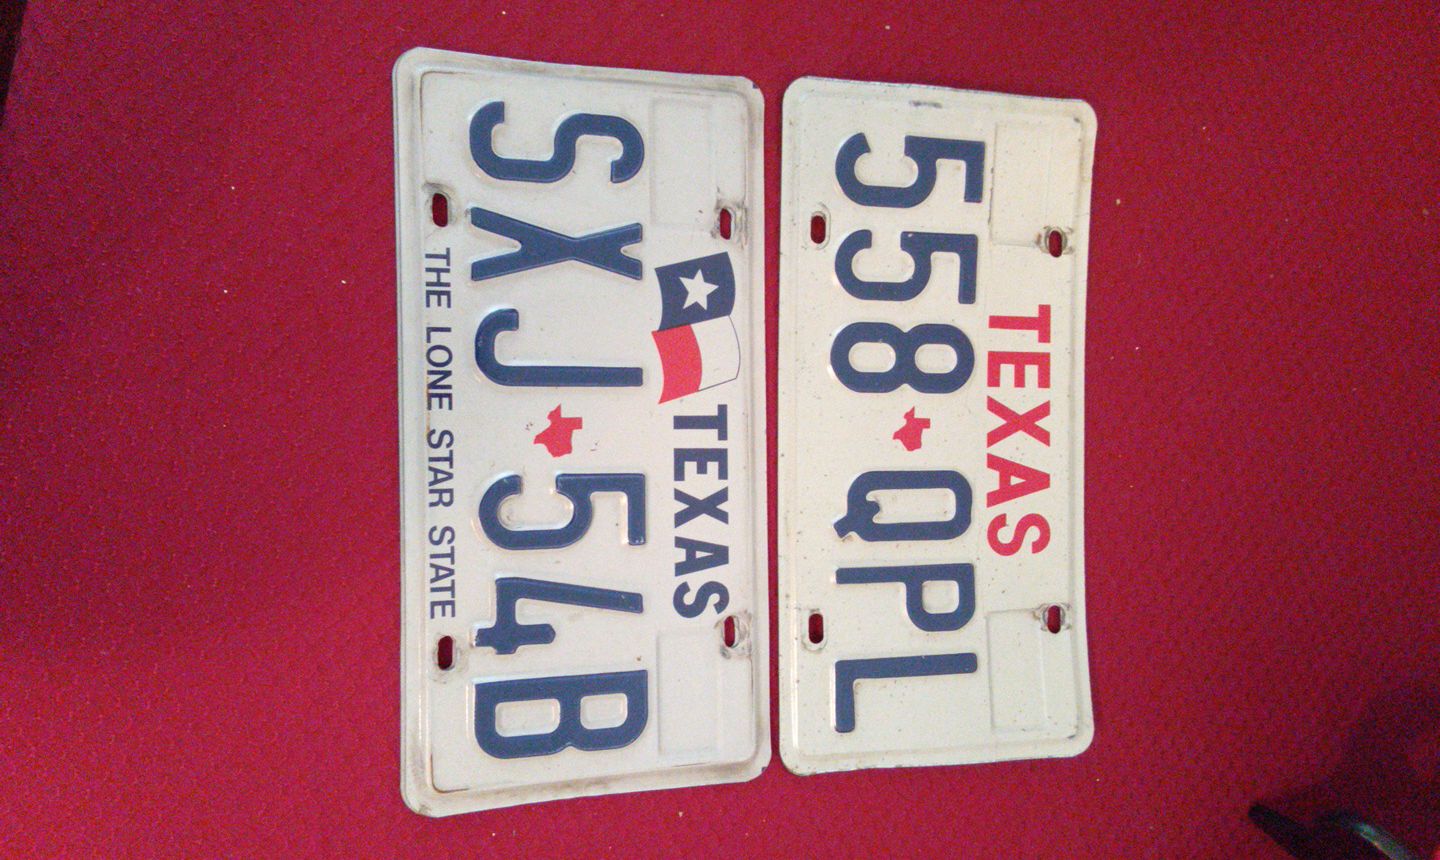 TEXAS
558 QPL
TEXAS
SXJ 54B
THE LONE STAR STATE